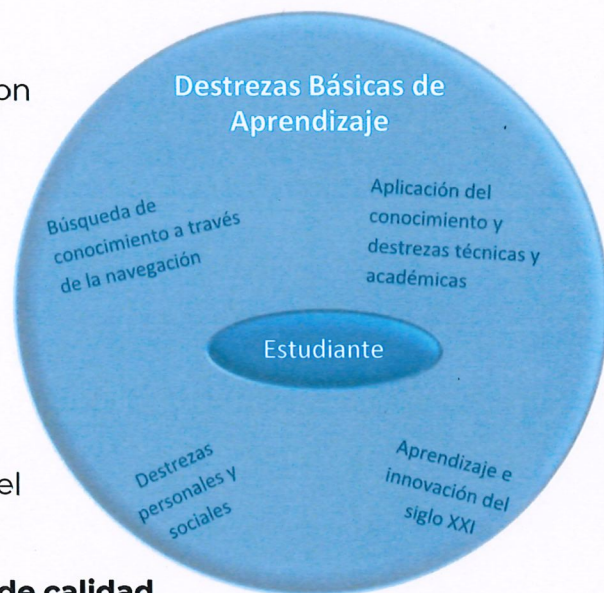 on
Destrezas Básicas de
Aprendizaje
Búsqueda de
conocimiento a través
de la navegación
Aplicación del
conocimiento y
destrezas técnicas y
académicas
Estudiante
Destrezas
personales y
sociales
Aprendizaje e
innovación del
siglo XXI
el
de calidad